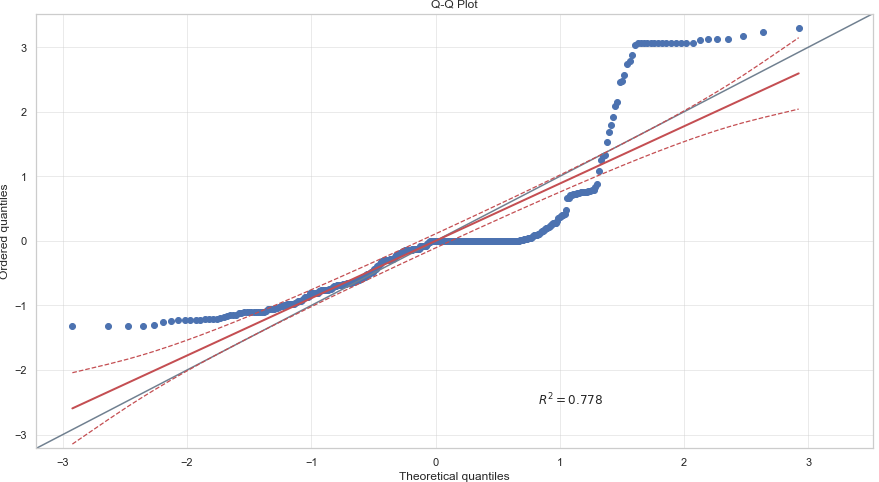 Q-Q Plot
3
2
1
0
−1
−2
−3
Ordered quantiles
R² = 0.778
−3 −2 −1 0 1 2 3
Theoretical quantiles